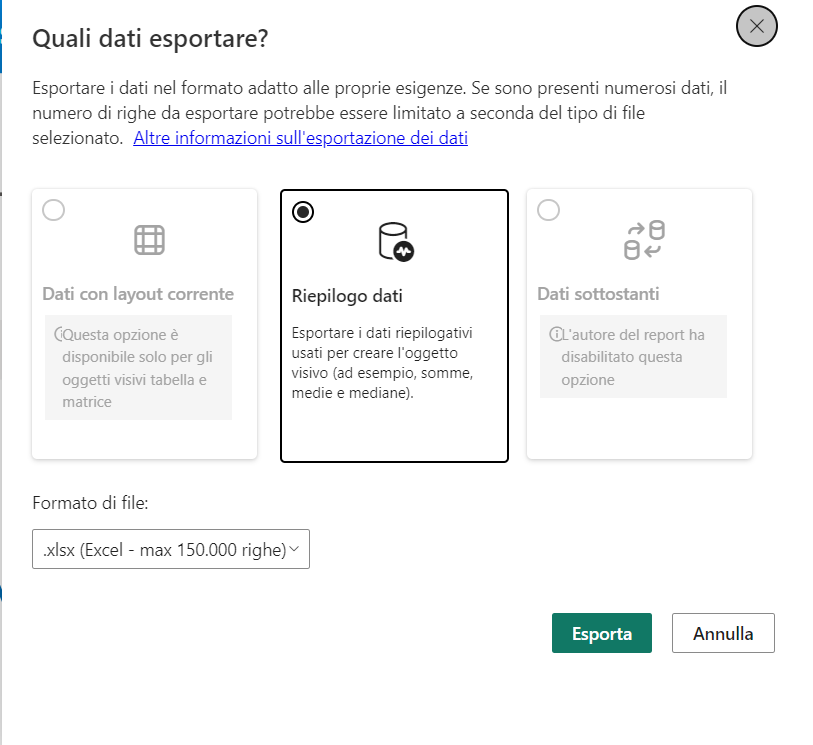 Quali dati esportare?
Esportare i dati nel formato adatto alle proprie esigenze. Se sono presenti numerosi dati, il
numero di righe da esportare potrebbe essere limitato a seconda del tipo di file
selezionato. Altre informazioni sull'esportazione dei dati
Dati con layout corrente
Questa opzione è
disponibile solo per gli
oggetti visivi tabella e
matrice
Riepilogo dati
Esportare i dati riepilogativi
usati per creare l'oggetto
visivo (ad esempio, somme,
medie e mediane).
Dati sottostanti
L'autore del report ha
disabilitato questa
opzione
Formato di file:
.xlsx (Excel - max 150.000 righe)
Esporta
Annulla